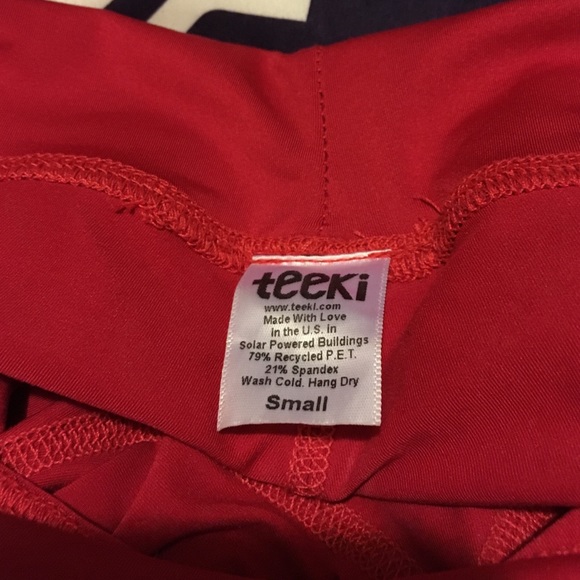 teeki
www.teeki.com
Made With Love
In the U.S. in
Solar Powered Buildings
79% Recycled P.E.T.
21% Spandex
Wash Cold. Hang Dry
Small